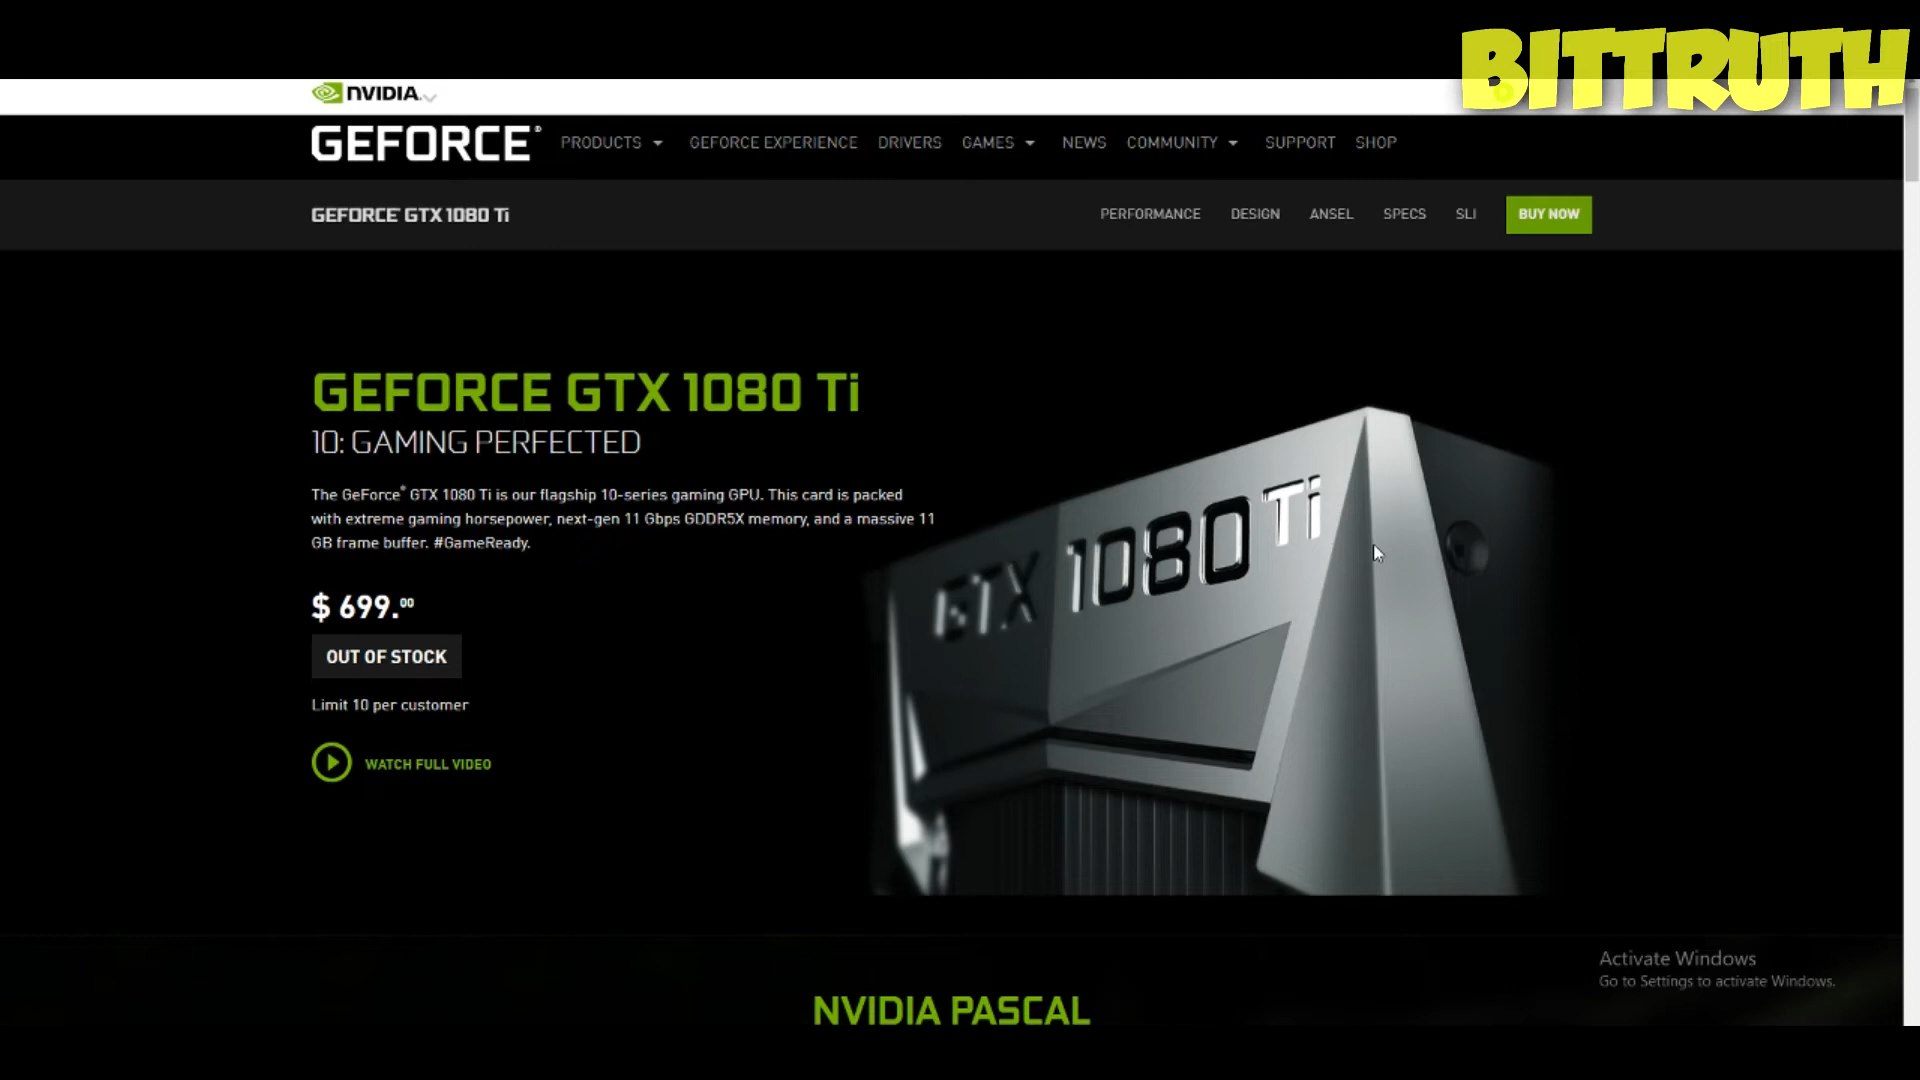 BITTRUTH
NVIDIA.
GEFORCE® PRODUCTS GEFORCE EXPERIENCE DRIVERS GAMES NEWS COMMUNITY SUPPORT SHOP
GEFORCE GTX 1080 Ti PERFORMANCE DESIGN ANSEL SPECS SLI BUY NOW
GEFORCE GTX 1080 Ti
10: GAMING PERFECTED
The GeForce® GTX 1080 Ti is our flagship 10-series gaming GPU. This card is packed
with extreme gaming horsepower, next-gen 11 Gbps GDDR5X memory, and a massive 11
GB frame buffer. #GameReady.
$ 699.00
OUT OF STOCK
Limit 10 per customer
WATCH FULL VIDEO
GTX 1080 Ti
Activate Windows
Go to Settings to activate Windows.
NVIDIA PASCAL